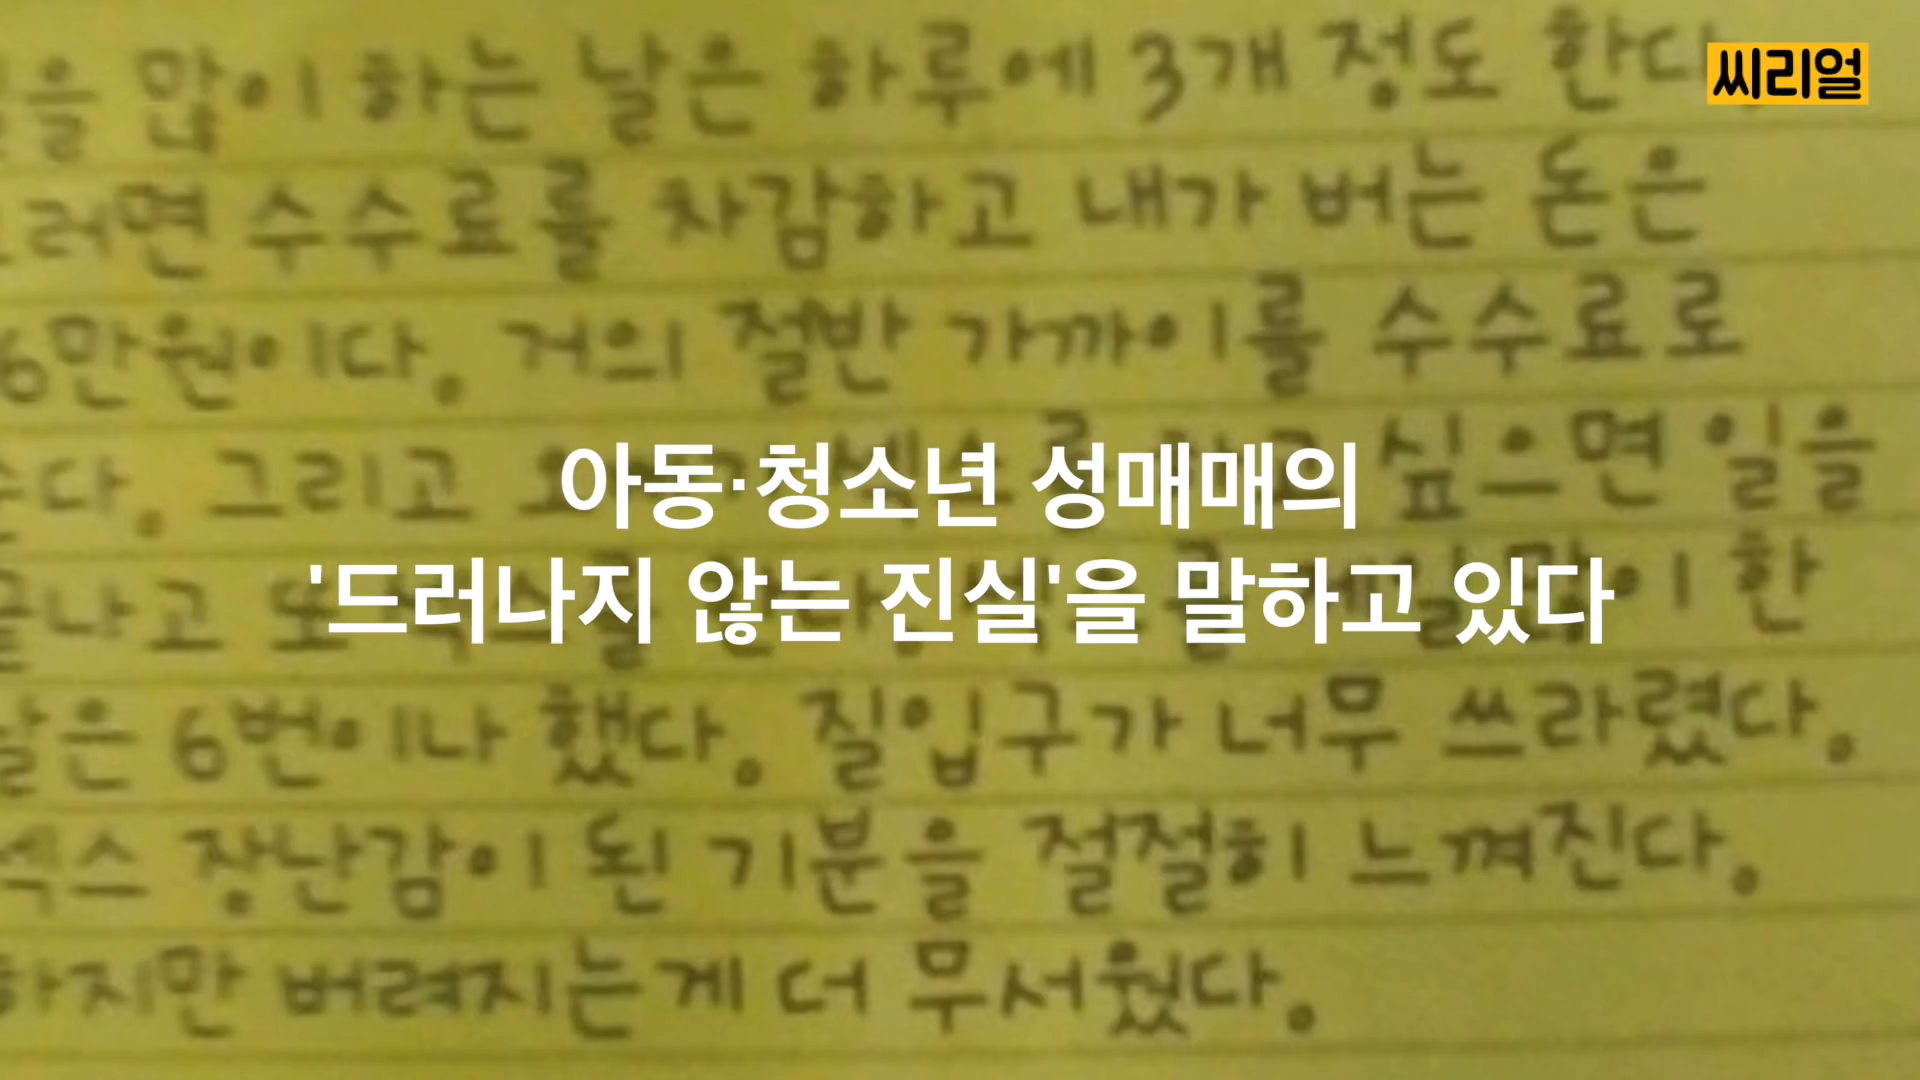 씨리얼
을 많이 하는 날은 하루에 3개 정도 한다
그러면 수수료를 차감하고 내가 버는 돈은
6만원이다. 거의 절반 가까이를 수수료로
다. 그리고 싶으면 일을
아동·청소년 성매매의
끝나고 또 이 한
'드러나지 않는 진실'을 말하고 있다
날은 6번이나 했다. 질입구가 너무 쓰라렸다.
섹스 장난감이 된 기분을 절절히 느껴진다.
하지만 버려지는게 더 무서웠다.